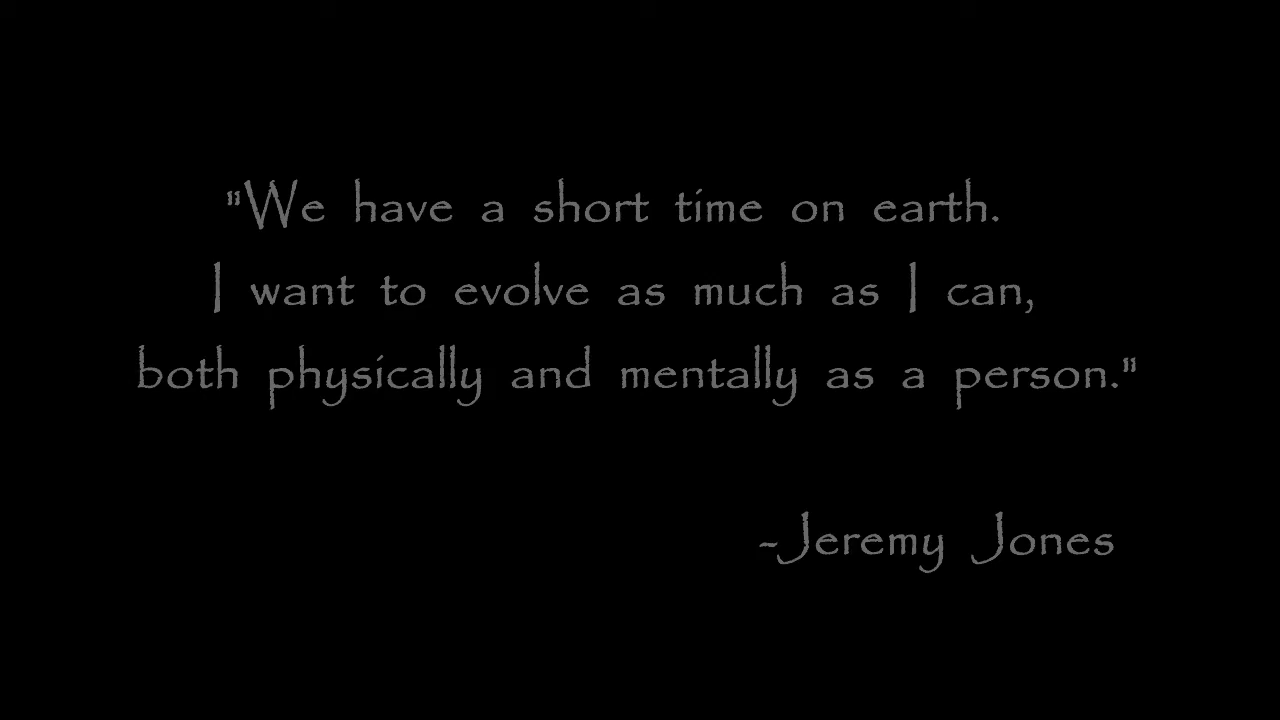 "We have a short time on earth.
I want to evolve as much as I can,
both physically and mentally as a person."
-Jeremy Jones